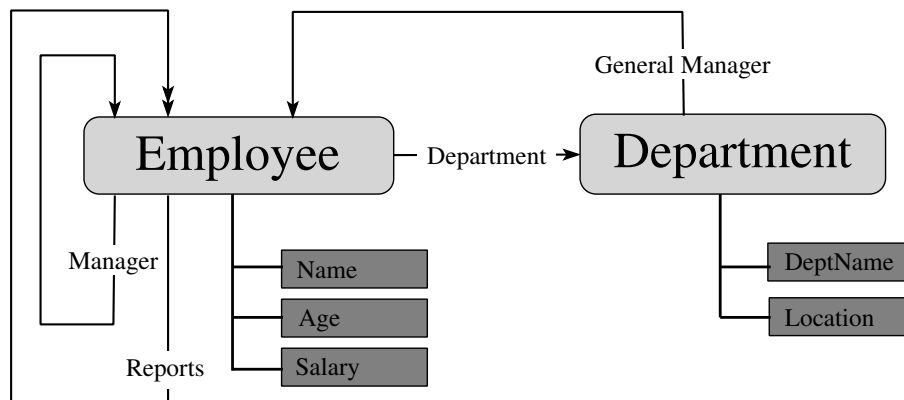 General Manager
Employee
Department
Department
Manager
Name
DeptName
Age
Location
Reports
Salary